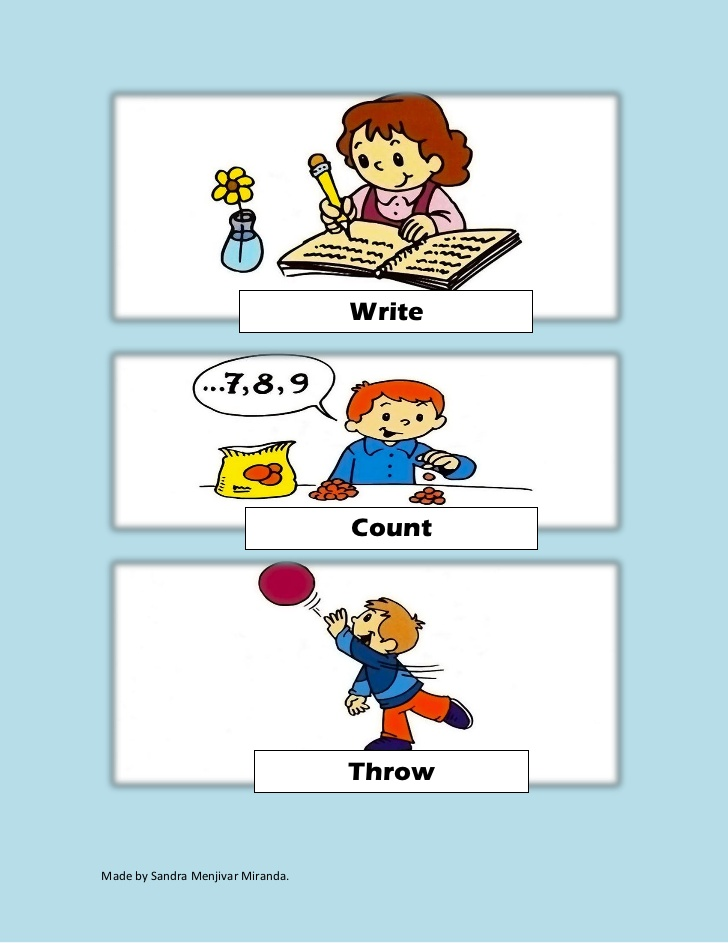 Write
...7, 8, 9
Count
Throw
Made by Sandra Menjivar Miranda.